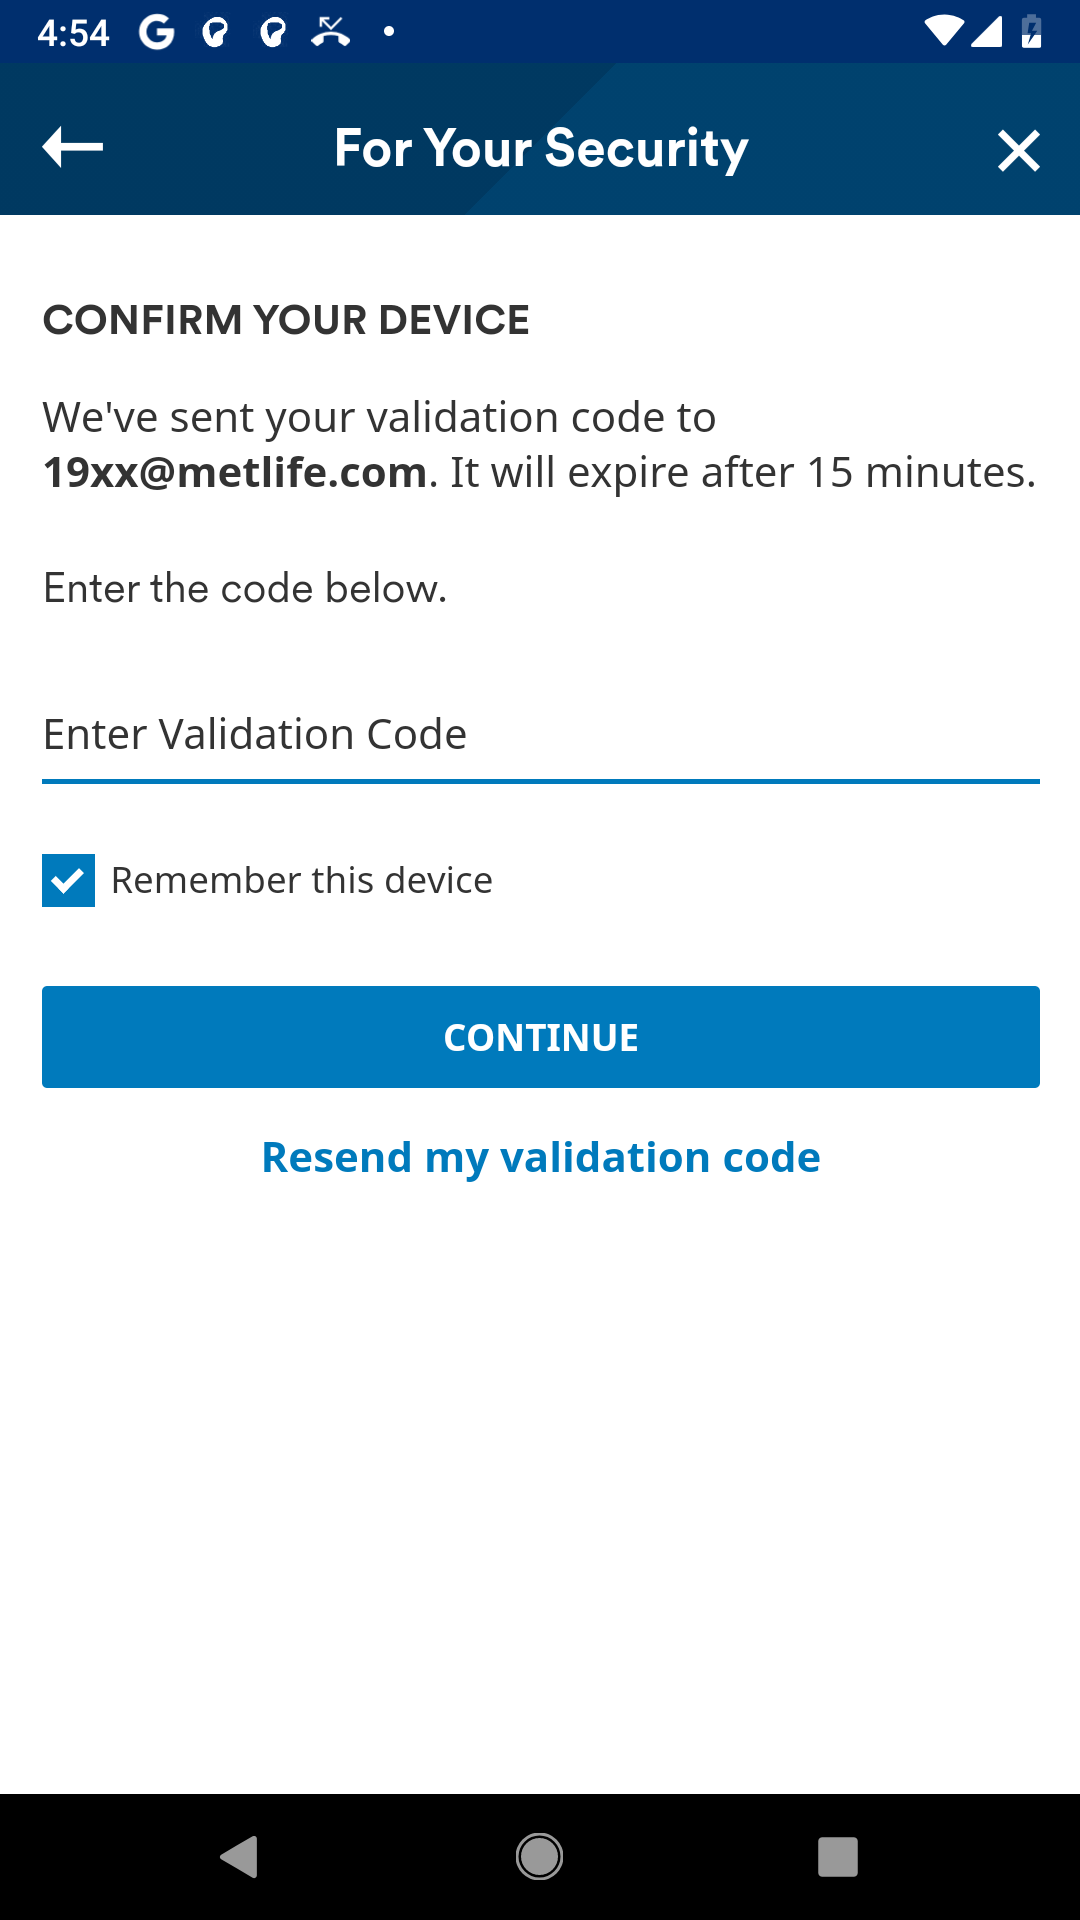 4:54
For Your Security
CONFIRM YOUR DEVICE
We've sent your validation code to
19xx@metlife.com. It will expire after 15 minutes.
Enter the code below.
Enter Validation Code
Remember this device
CONTINUE
Resend my validation code